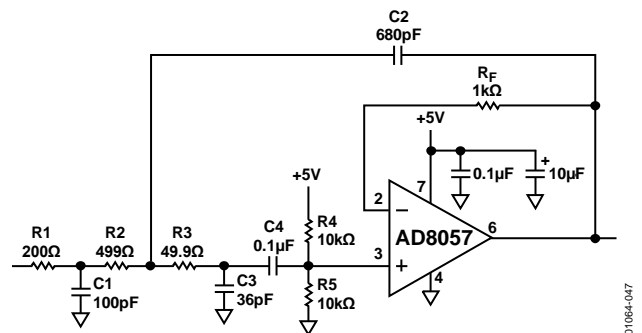 C2
680pF
RF
1kΩ
+5V
+5V
0.1µF
+
10µF
7
2
−
R1
200Ω
R2
499Ω
R3
49.9Ω
C4
0.1µF
R4
10kΩ
3
+
AD8057
6
4
C1
100pF
C3
36pF
R5
10kΩ
01064-047